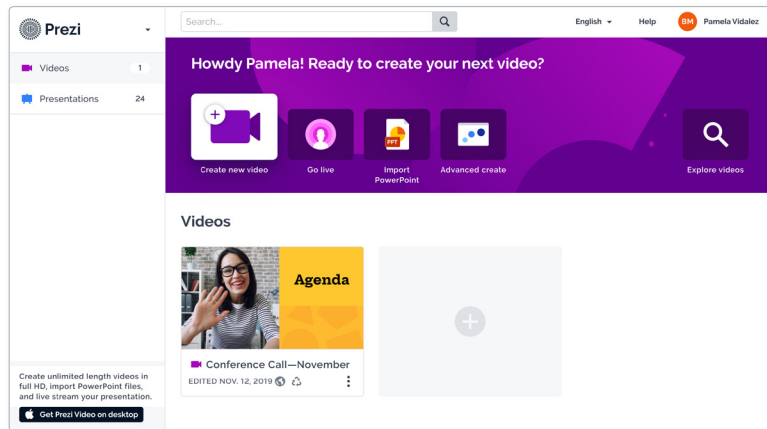 Prezi
Search...
English
Help
BM
Pamela Vidalez
Videos
1
Presentations
24
Howdy Pamela! Ready to create your next video?
PPT
Create new video
Go live
Import
PowerPoint
Advanced create
Explore videos
Videos
Agenda
Conference Call—November
EDITED NOV. 12, 2019
Create unlimited length videos in
full HD, import PowerPoint files,
and live stream your presentation.
Get Prezi Video on desktop